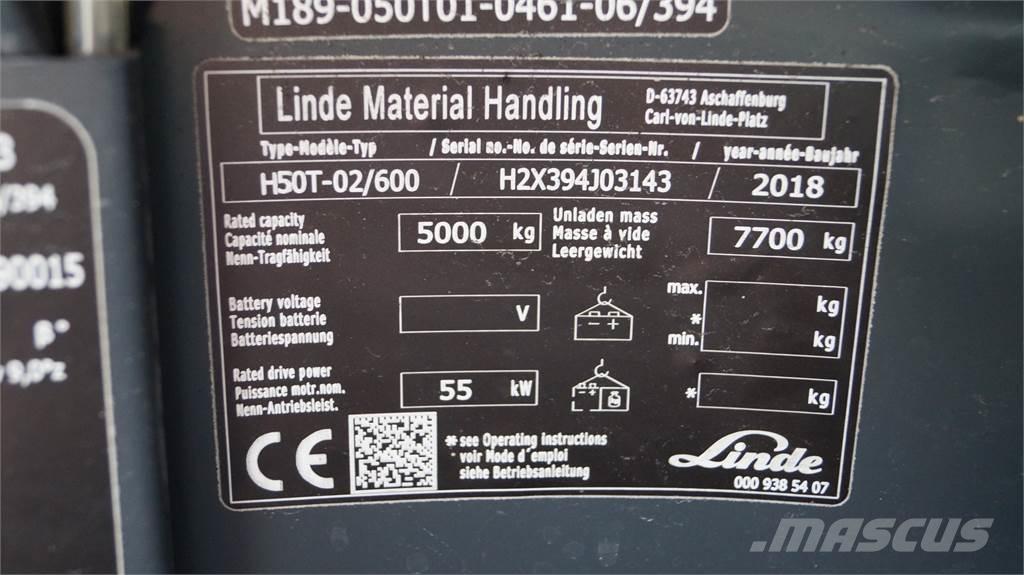 M189-050T01-0461-06/394
Linde Material Handling
D-63743 Aschaffenburg
Carl-von-Linde-Platz
Type-Modèle-Typ / Serial no.-No. de série-Serien-Nr. / year-année-Baujahr
H50T-02/600 / H2X394J03143 / 2018
Rated capacity
Capacité nominale
Nenn-Tragfähigkeit
5000 kg
Unladen mass
Masse à vide
Leergewicht
7700 kg
Battery voltage
Tension batterie
Batteriespannung
V
- +
max. kg
*
min. kg
Rated drive power
Puissance motr.nom.
Nenn-Antriebsleist.
55 kW
- +
* kg
CE
* see Operating instructions
voir Mode d'emploi
siehe Betriebsanleitung
Linde
000 938 54 07
3
/394
90015
β°
MASCUS